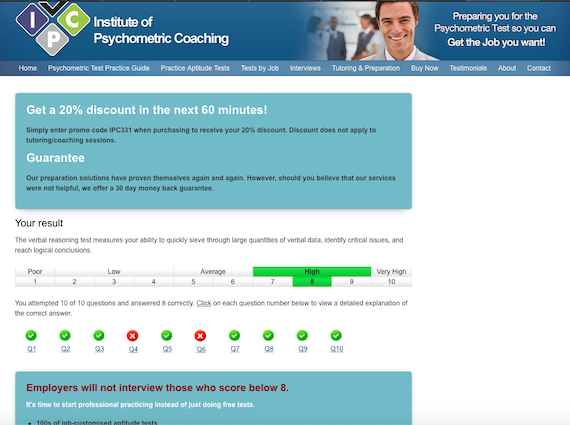 I P C P
Institute of
Psychometric Coaching
Preparing you for the
Psychometric Test so you can
Get the Job you want!
Home Psychometric Test Practice Guide Practice Aptitude Tests Tests by Job Interviews Tutoring & Preparation Buy Now Testimonials About Contact
Get a 20% discount in the next 60 minutes!
Simply enter promo code IPC331 when purchasing to receive your 20% discount. Discount does not apply to
tutoring/coaching sessions.
Guarantee
Our preparation solutions have proven themselves again and again. However, should you believe that our services
were not helpful, we offer a 30 day money back guarantee.
Your result
The verbal reasoning test measures your ability to quickly sieve through large quantities of verbal data, identify critical issues, and
reach logical conclusions.
Poor Low Average High Very High
1 2 3 4 5 6 7 8 9 10
You attempted 10 of 10 questions and answered 8 correctly. Click on each question number below to view a detailed explanation of
the correct answer.
Q1 Q2 Q3 Q4 Q5 Q6 Q7 Q8 Q9 Q10
Employers will not interview those who score below 8.
It's time to start professional practicing instead of just doing free tests.
100s of job-customised aptitude tests